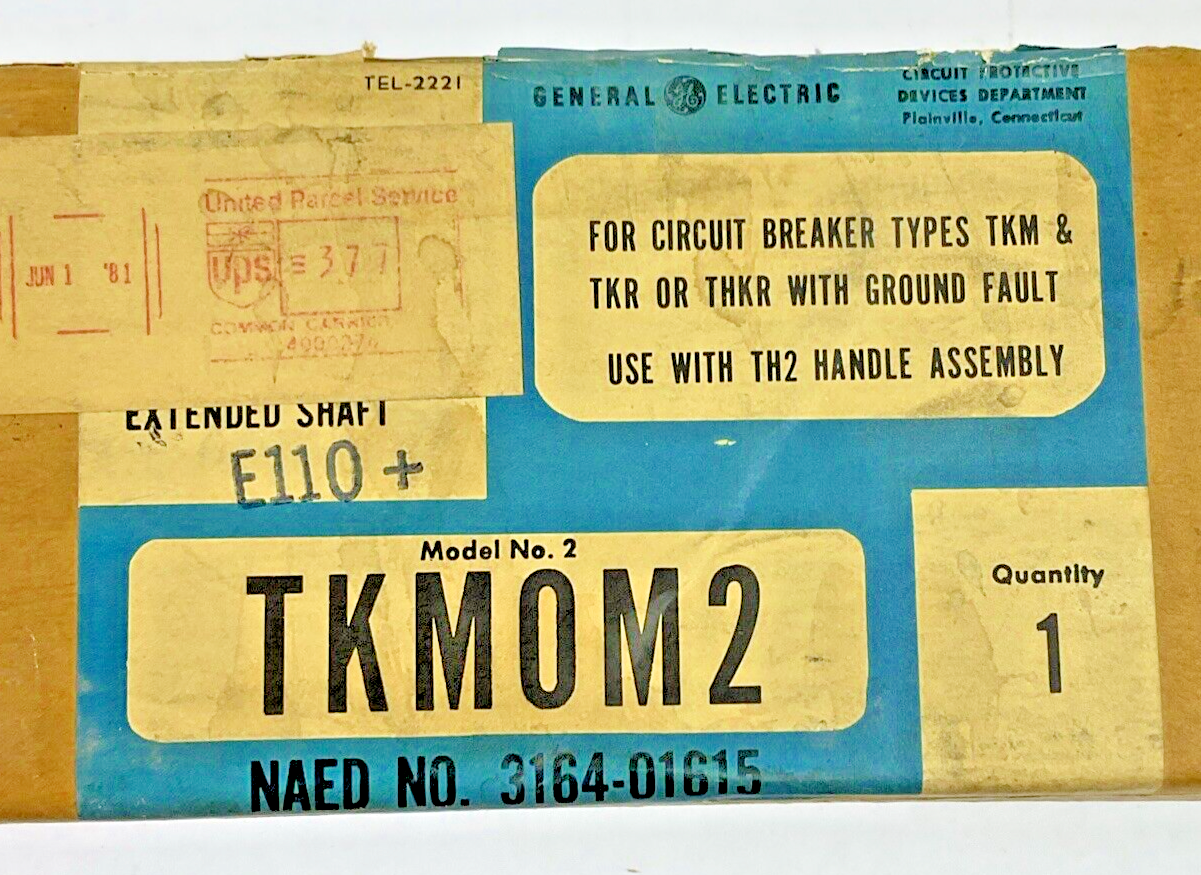 TEL-2221
GENERAL GE ELECTRIC
CIRCUIT PROTECTIVE
DEVICES DEPARTMENT
Plainville, Connecticut
United Parcel Service
JUN 1 '81
ups
377
COMMON CARRIER
FOR CIRCUIT BREAKER TYPES TKM &
TKR OR THKR WITH GROUND FAULT
USE WITH TH2 HANDLE ASSEMBLY
EXTENDED SHAFT
E110 +
Model No. 2
TKMOM2
Quantity
1
NAED NO. 3164-01615